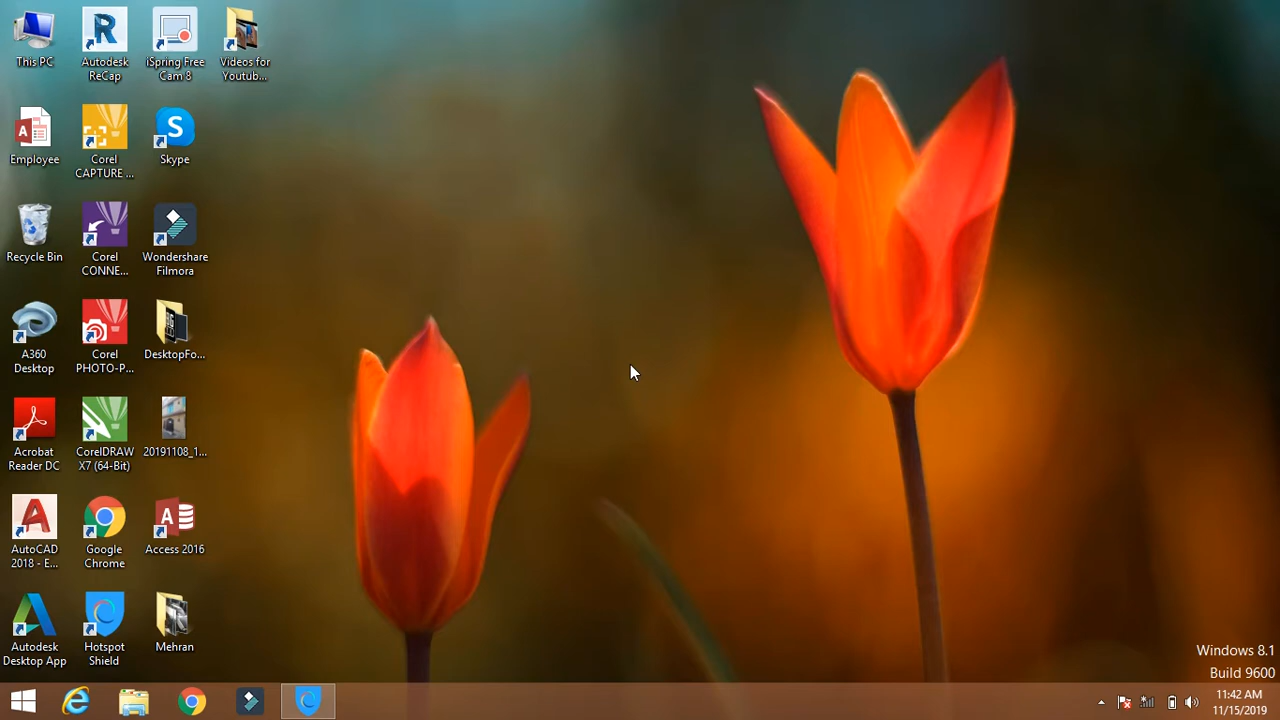 This PC
Autodesk
ReCap
iSpring Free
Cam 8
Videos for
Youtub...
Employee
Corel
CAPTURE ...
Skype
Recycle Bin
Corel
CONNE...
Wondershare
Filmora
A360
Desktop
Corel
PHOTO-P...
DesktopFo...
Acrobat
Reader DC
CorelDRAW
X7 (64-Bit)
20191108_1...
AutoCAD
2018 - E...
Google
Chrome
Access 2016
Autodesk
Desktop App
Hotspot
Shield
Mehran
Windows 8.1
Build 9600
11:42 AM
11/15/2019